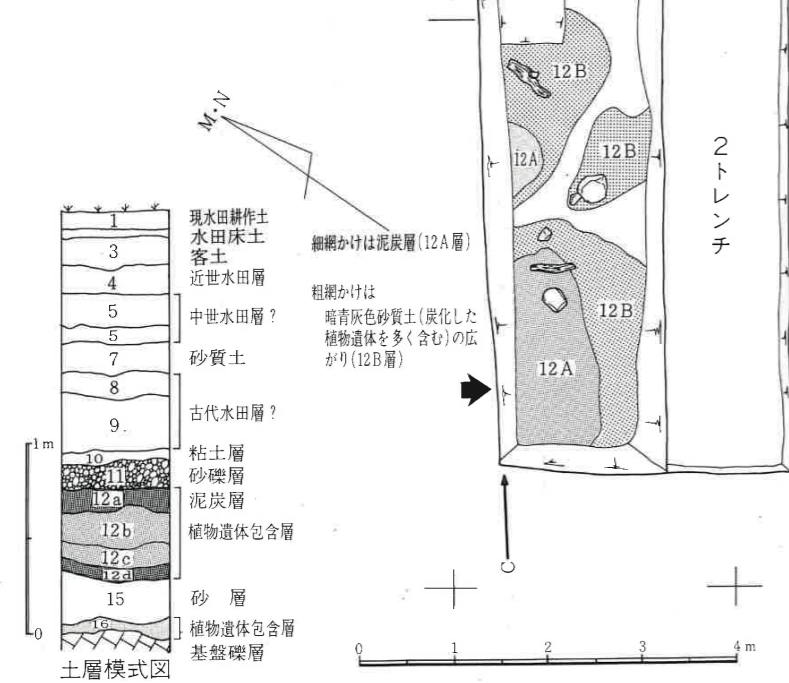 12B
12A
12B
2トレンチ
M・N
細網かけは泥炭層(12A層)
粗網かけは
暗青灰色砂質土(炭化した
植物遺体を多く含む)の広
がり(12B層)
12B
12A
C
0 1 2 3 4m
1 現水田耕作土
水田床土
3 客土
4 近世水田層
5 中世水田層?
5
7 砂質土
8
9 古代水田層?
1m
10 粘土層
11 砂礫層
12a 泥炭層
12b 植物遺体包含層
12c
12d
15 砂 層
16 植物遺体包含層
0
基盤礫層
土層模式図